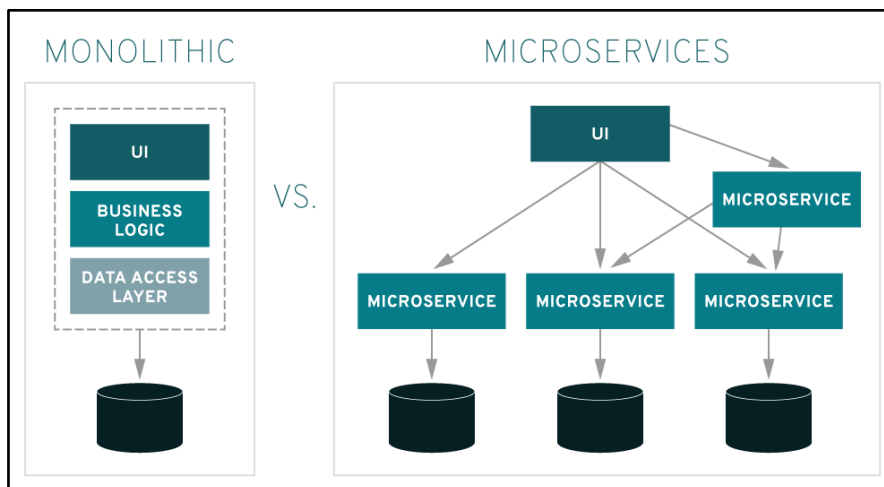 MONOLITHIC
UI
BUSINESS
LOGIC
DATA ACCESS
LAYER
VS.
MICROSERVICES
UI
MICROSERVICE
MICROSERVICE
MICROSERVICE
MICROSERVICE